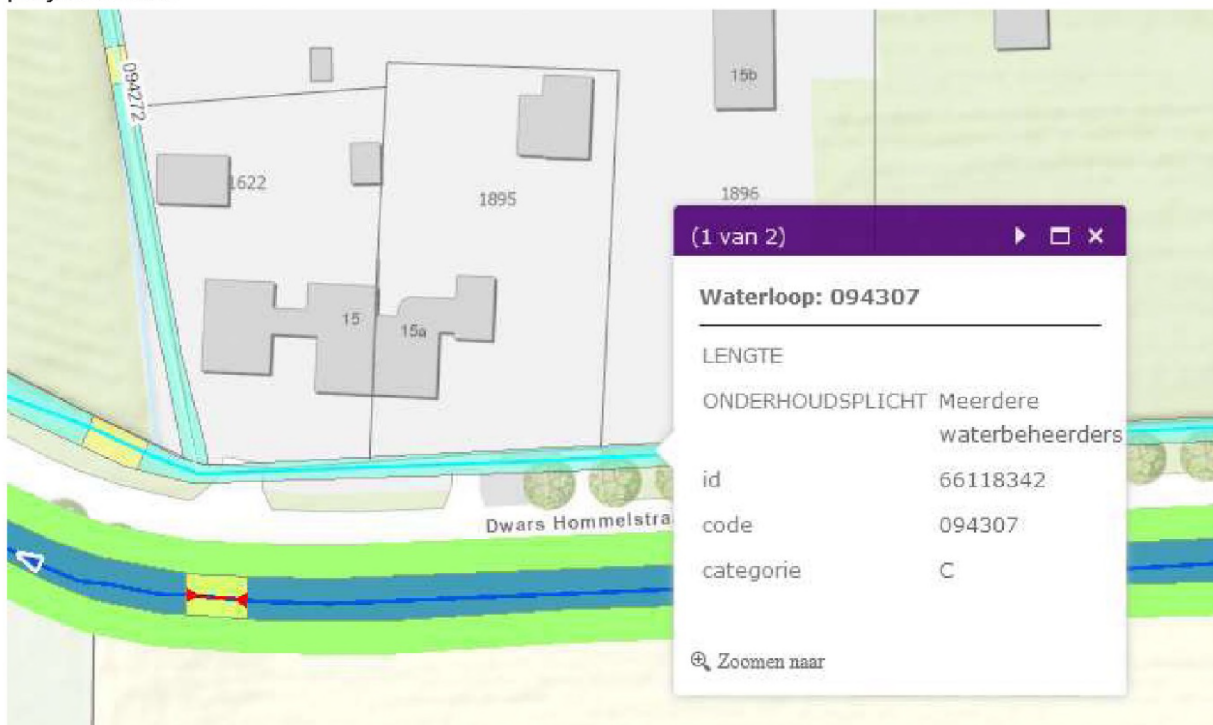 094272
15b
1622
1895
1896
15
15a
Dwars Hommelstra
(1 van 2)
Waterloop: 094307
LENGTE
ONDERHOUDSPLICHT Meerdere
waterbeheerders
id 66118342
code 094307
categorie C
Zoomen naar